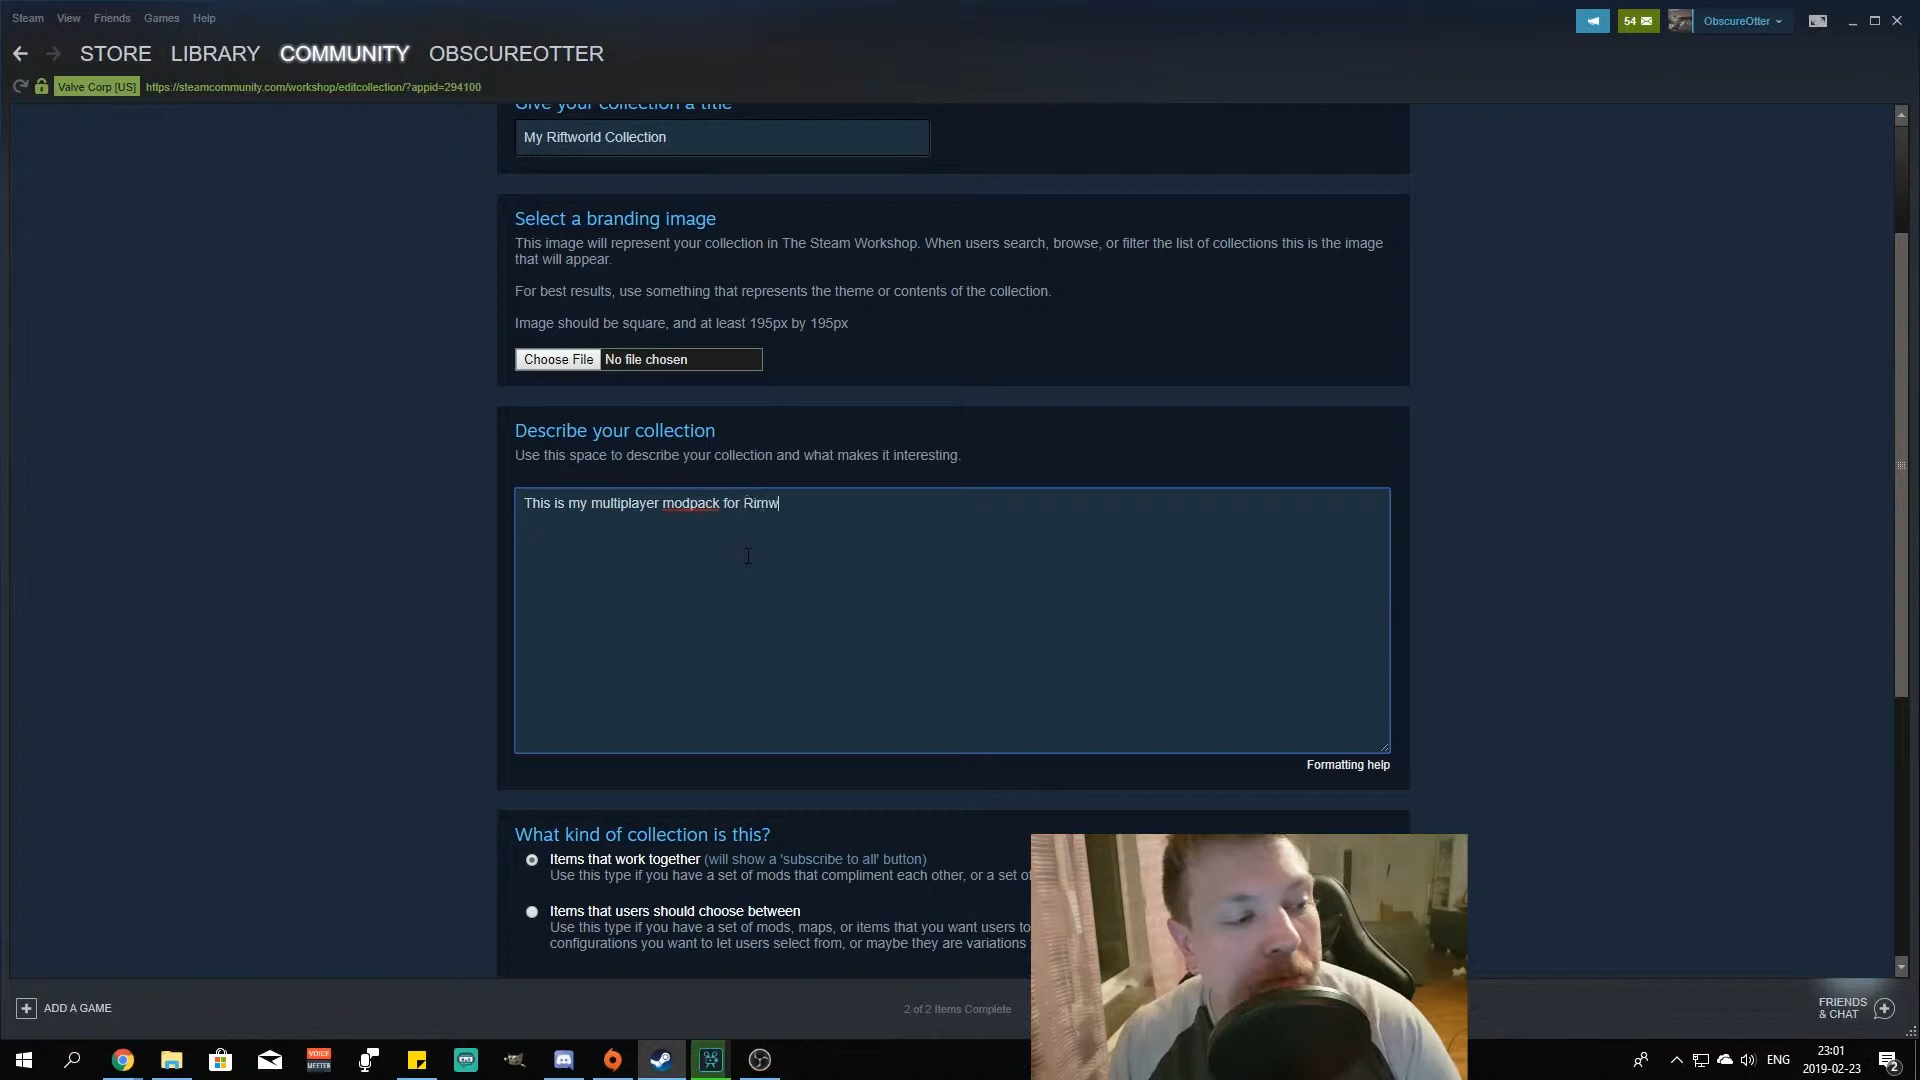 Steam View Friends Games Help
54 ObscureOtter
STORE LIBRARY COMMUNITY OBSCUREOTTER
Valve Corp [US] https://steamcommunity.com/workshop/editcollection/?appid=294100
Give your collection a title
My Riftworld Collection
Select a branding image
This image will represent your collection in The Steam Workshop. When users search, browse, or filter the list of collections this is the image
that will appear.
For best results, use something that represents the theme or contents of the collection.
Image should be square, and at least 195px by 195px
Choose File No file chosen
Describe your collection
Use this space to describe your collection and what makes it interesting.
This is my multiplayer modpack for Rimw
Formatting help
What kind of collection is this?
Items that work together (will show a 'subscribe to all' button)
Use this type if you have a set of mods that compliment each other, or a set of
Items that users should choose between
Use this type if you have a set of mods, maps, or items that you want users to
configurations you want to let users select from, or maybe they are variations
ADD A GAME
2 of 2 Items Complete
FRIENDS
& CHAT
VOICE
MEETER
ENG
23:01
2019-02-23
2